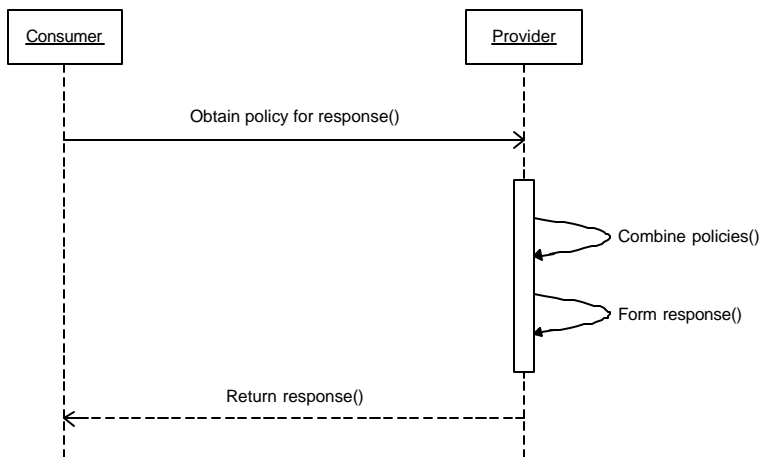 Consumer
Provider
Obtain policy for response()
Combine policies()
Form response()
Return response()